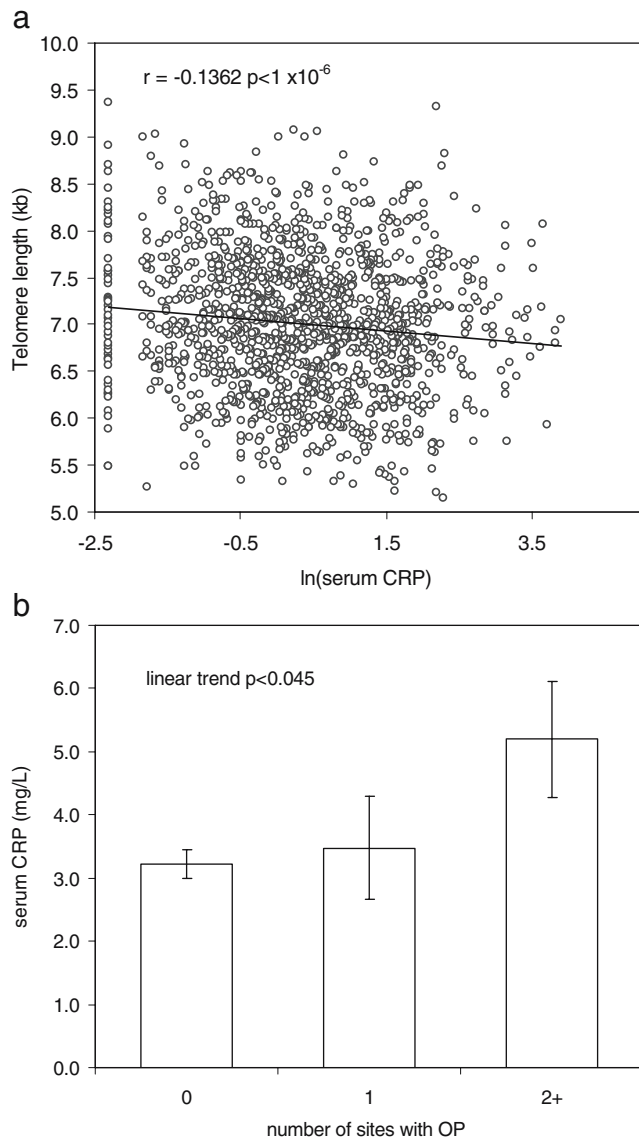 a
10.0
9.5
9.0
8.5
8.0
7.5
7.0
6.5
6.0
5.5
5.0
Telomere length (kb)
r = -0.1362 p<1 x10-6
-2.5 -0.5 1.5 3.5
ln(serum CRP)
b
7.0
6.0
5.0
4.0
3.0
2.0
1.0
0.0
serum CRP (mg/L)
linear trend p<0.045
0 1 2+
number of sites with OP